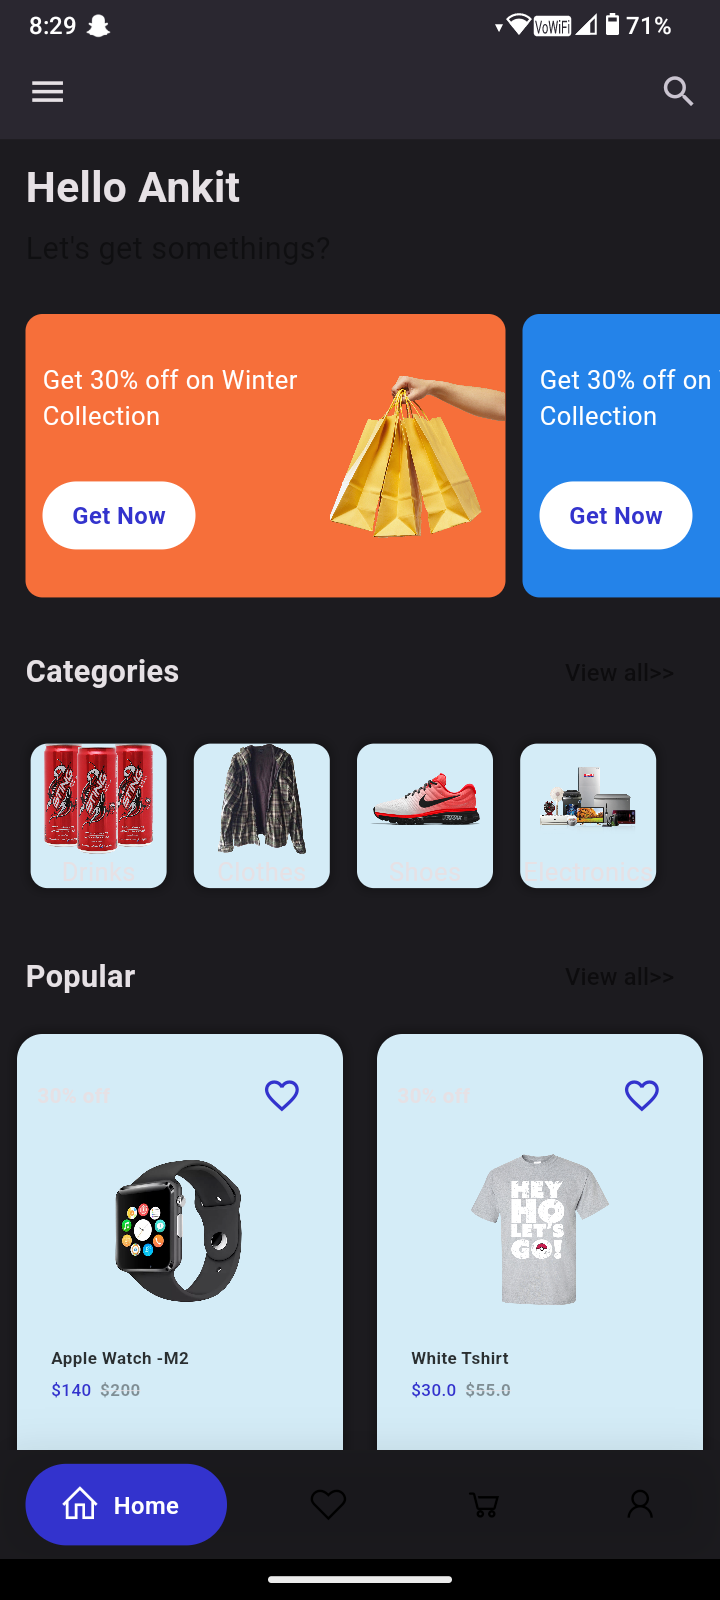 8:29
VoWiFi
71%
Hello Ankit
Let's get somethings?
Get 30% off on Winter
Collection
Get Now
Get 30% off on
Collection
Get Now
Categories
View all>>
Drinks
Clothes
Shoes
Electronics
Popular
View all>>
30% off
30% off
HEY
HO
LET'S
GO!
Apple Watch -M2
$140 $200
White Tshirt
$30.0 $55.0
Home